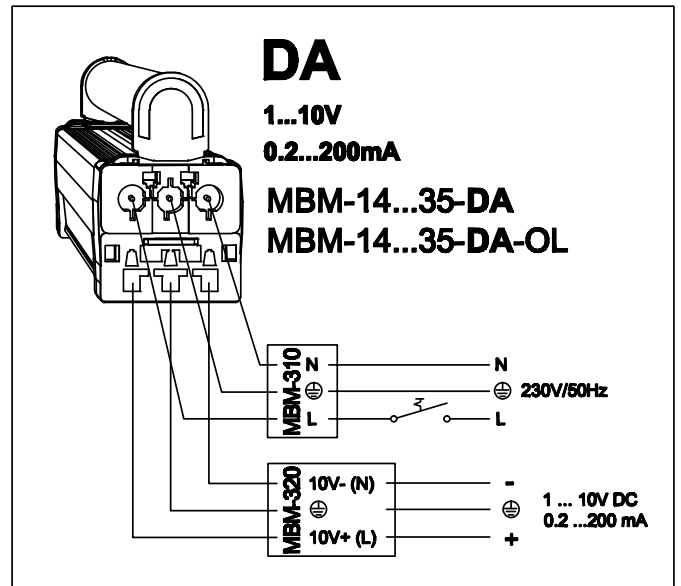 DA
1...10V
0.2...200mA
MBM-14...35-DA
MBM-14...35-DA-OL
MBM-310
N
L
N
230V/50Hz
L
MBM-320
10V- (N)
10V+ (L)
-
+
1 ... 10V DC
0.2 ...200 mA